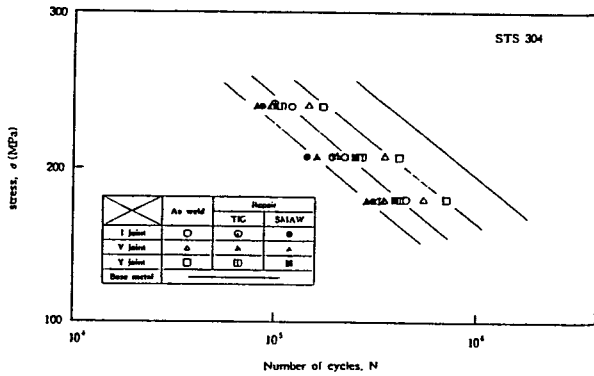 300
STS 304
stress, σ (MPa)
200
As weld
Repair
TIG
SMAW
I Joint
V Joint
Y Joint
Base metal
100
10⁴
10⁵
10⁶
Number of cycles, N